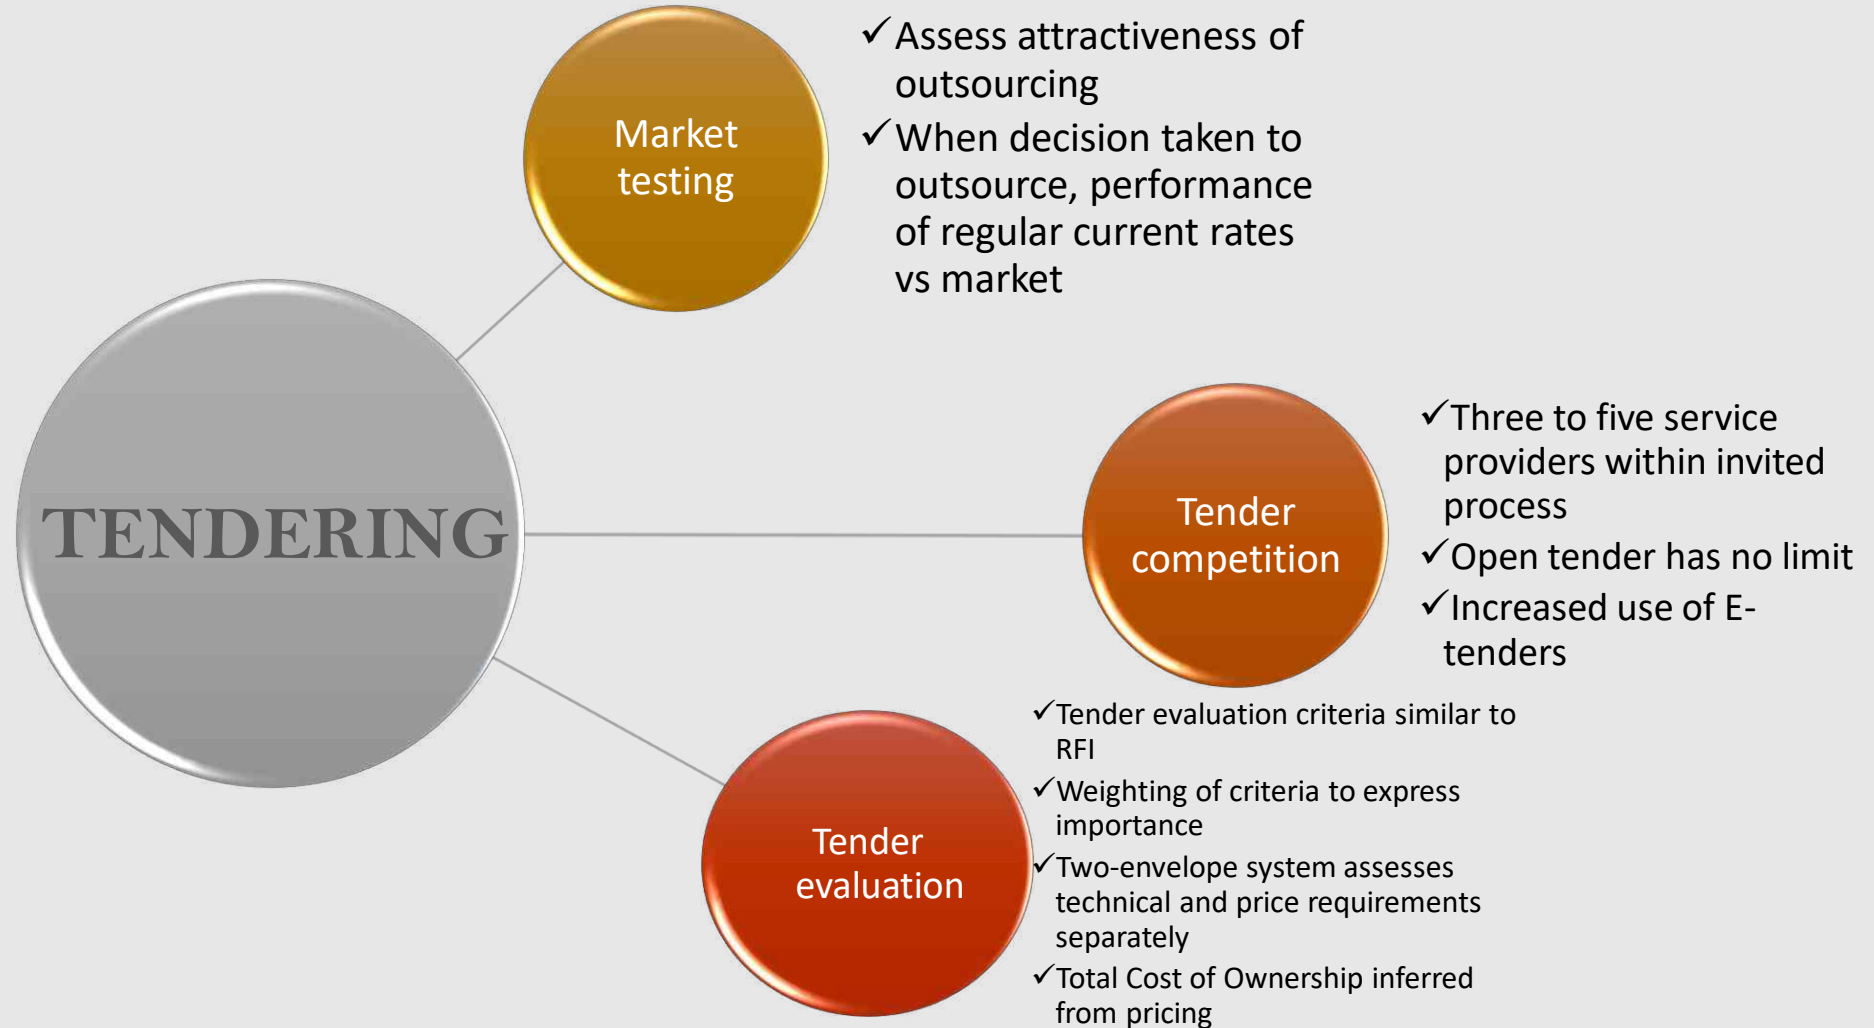 TENDERING
Market
testing
✓Assess attractiveness of
outsourcing
✓When decision taken to
outsource, performance
of regular current rates
vs market
Tender
competition
✓Three to five service
providers within invited
process
✓Open tender has no limit
✓Increased use of E-
tenders
Tender
evaluation
✓Tender evaluation criteria similar to
RFI
✓Weighting of criteria to express
importance
✓Two-envelope system assesses
technical and price requirements
separately
✓Total Cost of Ownership inferred
from pricing